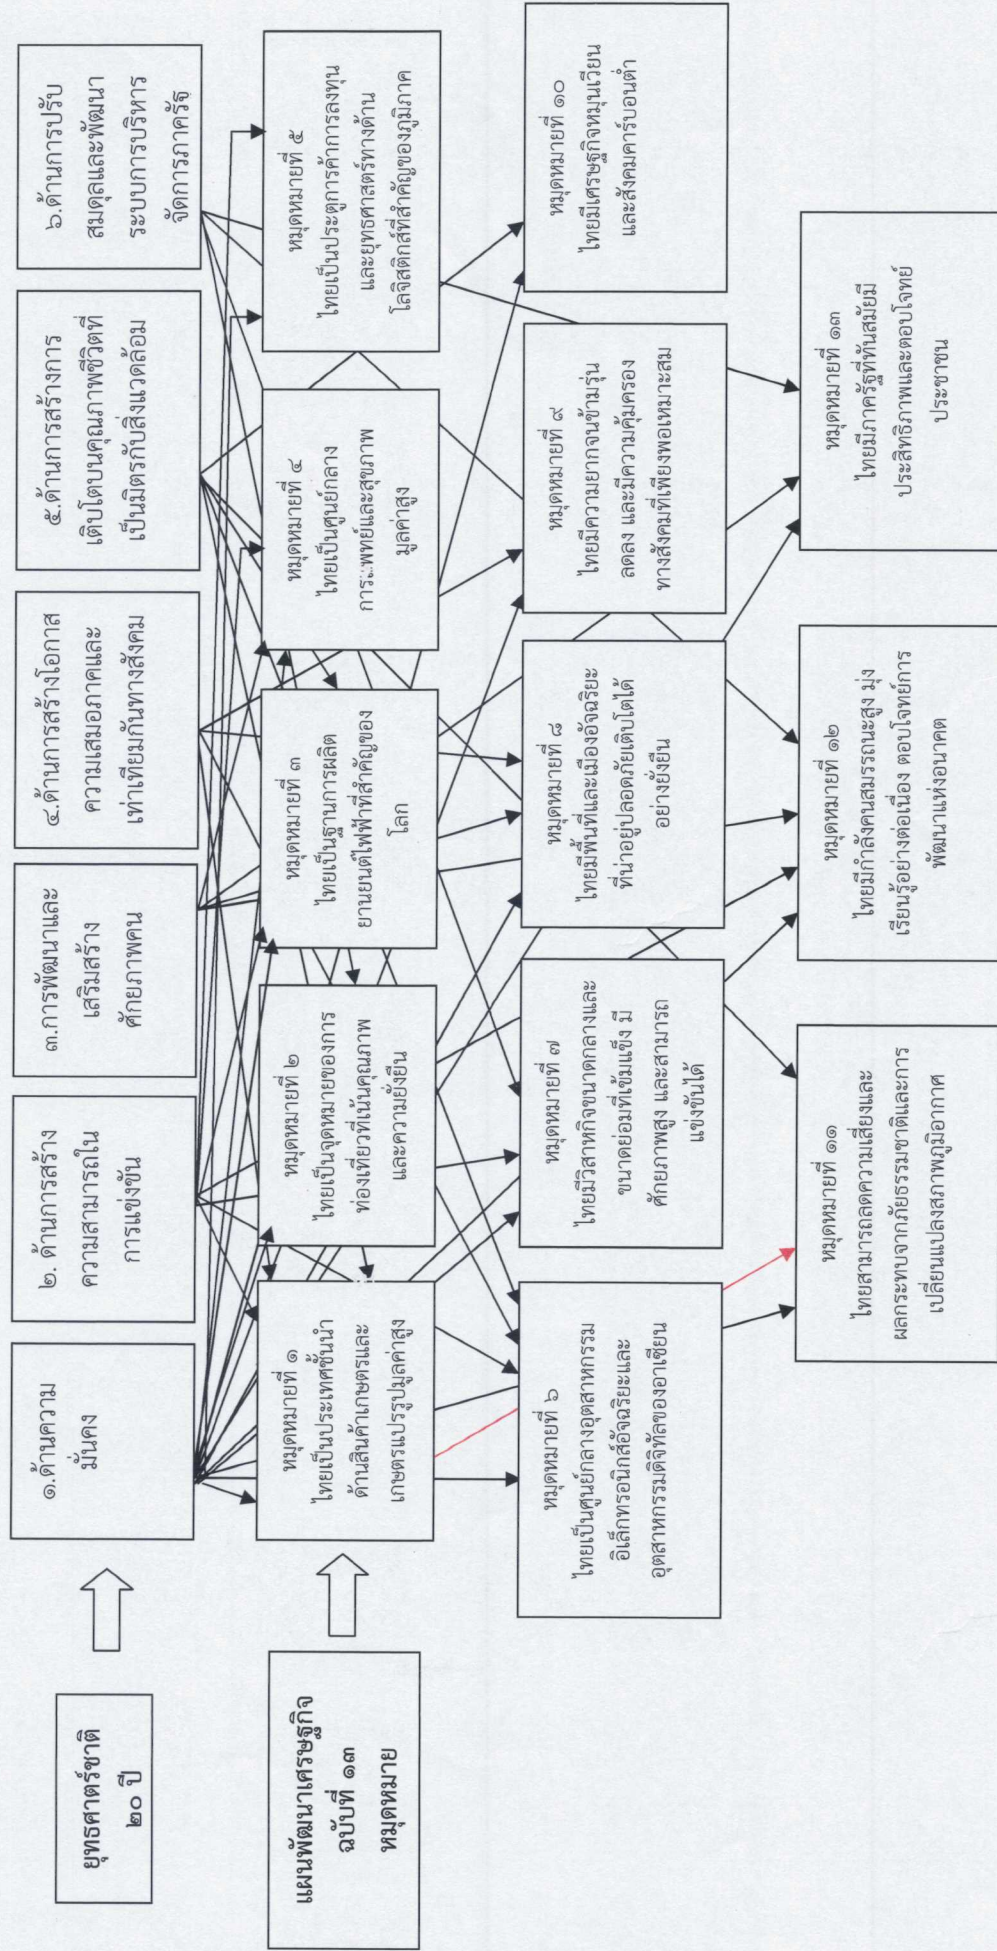 ยุทธศาตร์ชาติ
๒๐ ปี
๑.ด้านความ
มั่นคง
๒. ด้านการสร้าง
ความสามารถใน
การแข่งขัน
๓.การพัฒนาและ
เสริมสร้าง
ศักยภาพคน
๔.ด้านการสร้างโอกาส
ความเสมอภาคและ
เท่าเทียมกันทางสังคม
๕.ด้านการสร้างการ
เติบโตบนคุณภาพชีวิตที่
เป็นมิตรกับสิ่งแวดล้อม
๖.ด้านการปรับ
สมดุลและพัฒนา
ระบบการบริหาร
จัดการภาครัฐ
แผนพัฒนาเศรษฐกิจ
ฉบับที่ ๑๓
หมุดหมาย
หมุดหมายที่ ๑
ไทยเป็นประเทศชั้นนำ
ด้านสินค้าเกษตรและ
เกษตรแปรรูปมูลค่าสูง
หมุดหมายที่ ๒
ไทยเป็นจุดหมายของการ
ท่องเที่ยวที่เน้นคุณภาพ
และความยั่งยืน
หมุดหมายที่ ๓
ไทยเป็นฐานการผลิต
ยานยนต์ไฟฟ้าที่สำคัญของ
โลก
หมุดหมายที่ ๔
ไทยเป็นศูนย์กลาง
การแพทย์และสุขภาพ
มูลค่าสูง
หมุดหมายที่ ๕
ไทยเป็นประตูการค้าการลงทุน
และยุทธศาสตร์ทางด้าน
โลจิสติกส์ที่สำคัญของภูมิภาค
หมุดหมายที่ ๖
ไทยเป็นศูนย์กลางอุตสาหกรรม
อิเล็กทรอนิกส์อัจฉริยะและ
อุตสาหกรรมดิจิทัลของอาเซียน
หมุดหมายที่ ๗
ไทยมีวิสาหกิจขนาดกลางและ
ขนาดย่อมที่เข้มแข็ง มี
ศักยภาพสูง และสามารถ
แข่งขันได้
หมุดหมายที่ ๘
ไทยมีพื้นที่และเมืองอัจฉริยะ
ที่น่าอยู่ปลอดภัยเติบโตได้
อย่างยั่งยืน
หมุดหมายที่ ๙
ไทยมีความยากจนข้ามรุ่น
ลดลง และมีความคุ้มครอง
ทางสังคมที่เพียงพอเหมาะสม
หมุดหมายที่ ๑๐
ไทยมีเศรษฐกิจหมุนเวียน
และสังคมคาร์บอนต่ำ
หมุดหมายที่ ๑๑
ไทยสามารถลดความเสี่ยงและ
ผลกระทบจากภัยธรรมชาติและการ
เปลี่ยนแปลงสภาพภูมิอากาศ
หมุดหมายที่ ๑๒
ไทยมีกำลังคนสมรรถนะสูง มุ่ง
เรียนรู้อย่างต่อเนื่อง ตอบโจทย์การ
พัฒนาแห่งอนาคต
หมุดหมายที่ ๑๓
ไทยมีภาครัฐที่ทันสมัยมี
ประสิทธิภาพและตอบโจทย์
ประชาชน